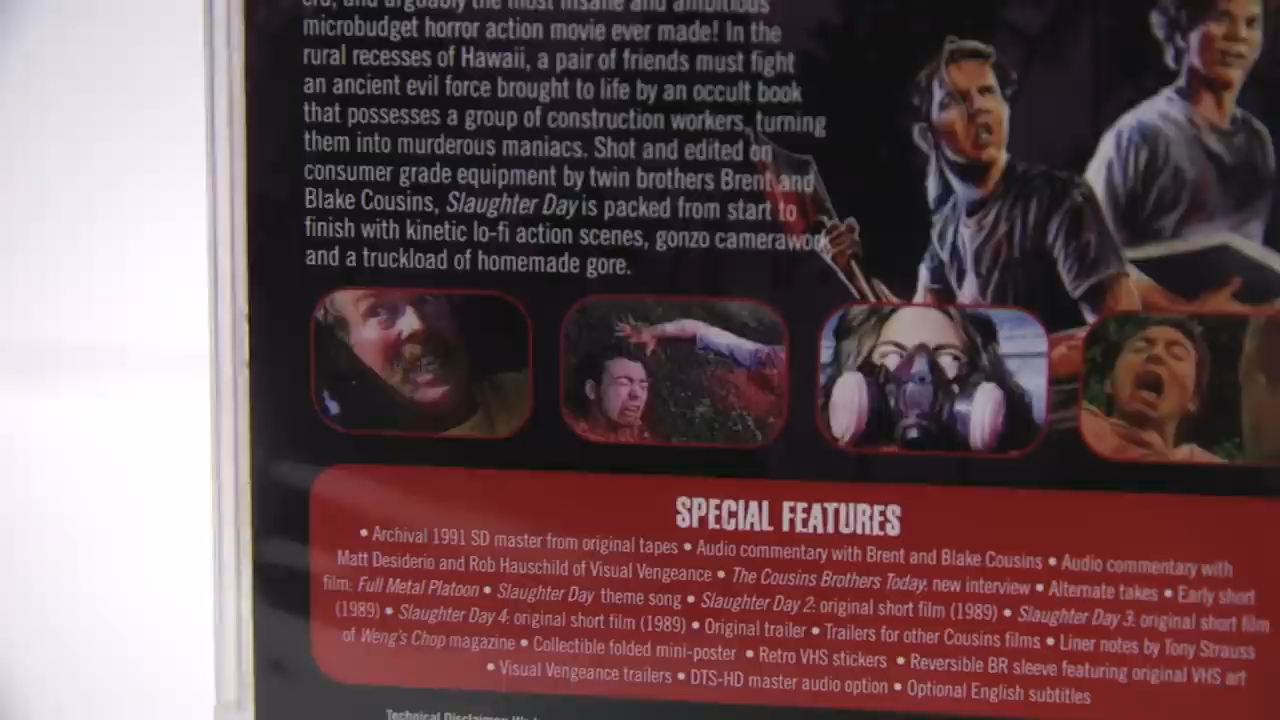 and arguably the most insane and ambitious
microbudget horror action movie ever made! In the
rural recesses of Hawaii, a pair of friends must fight
an ancient evil force brought to life by an occult book
that possesses a group of construction workers, turning
them into murderous maniacs. Shot and edited on
consumer grade equipment by twin brothers Brent and
Blake Cousins, Slaughter Day is packed from start to
finish with kinetic lo-fi action scenes, gonzo camerawork
and a truckload of homemade gore.
SPECIAL FEATURES
• Archival 1991 SD master from original tapes • Audio commentary with Brent and Blake Cousins • Audio commentary with
Matt Desiderio and Rob Hauschild of Visual Vengeance • The Cousins Brothers Today: new interview • Alternate takes • Early short
film: Full Metal Platoon • Slaughter Day theme song • Slaughter Day 2: original short film (1989) • Slaughter Day 3: original short film
(1989) • Slaughter Day 4: original short film (1989) • Original trailer • Trailers for other Cousins films • Liner notes by Tony Strauss
of Weng's Chop magazine • Collectible folded mini-poster • Retro VHS stickers • Reversible BR sleeve featuring original VHS art
• Visual Vengeance trailers • DTS-HD master audio option • Optional English subtitles
Technical Disclaimer